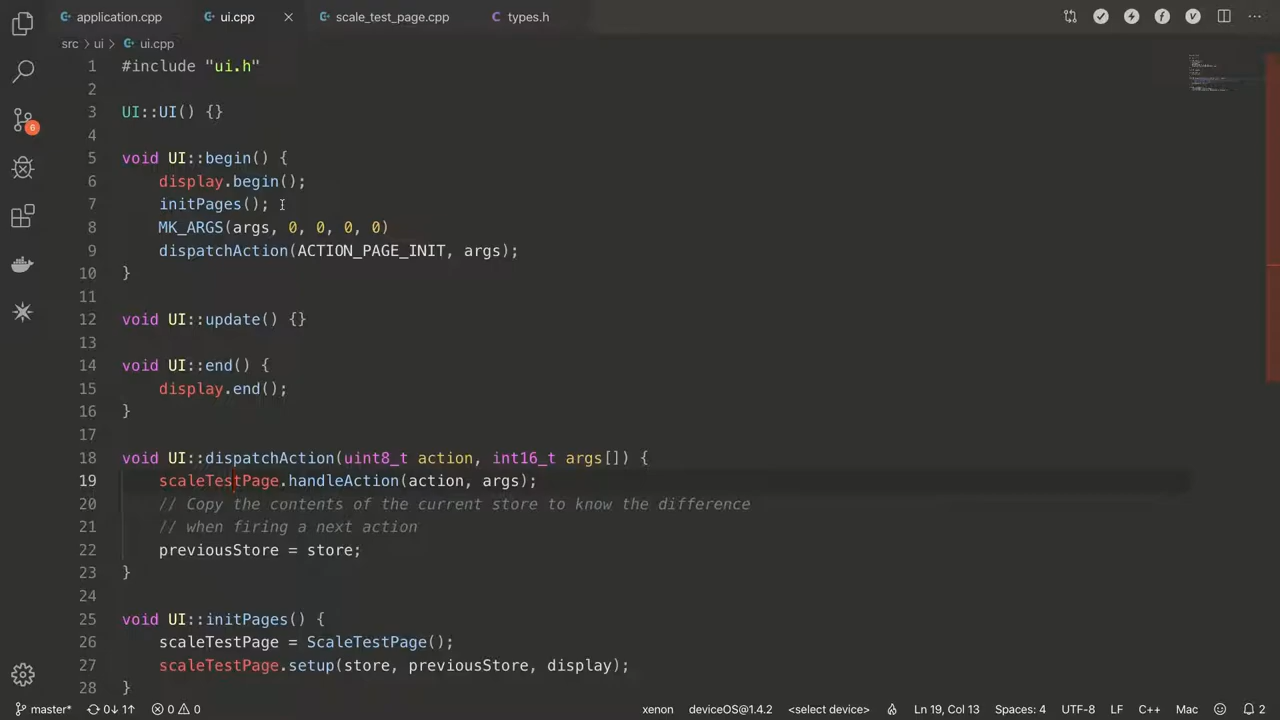 application.cpp ui.cpp scale_test_page.cpp types.h
src ui ui.cpp
1 #include "ui.h"
2
3 UI::UI() {}
4
5 void UI::begin() {
6 display.begin();
7 initPages();
8 MK_ARGS(args, 0, 0, 0, 0)
9 dispatchAction(ACTION_PAGE_INIT, args);
10 }
11
12 void UI::update() {}
13
14 void UI::end() {
15 display.end();
16 }
17
18 void UI::dispatchAction(uint8_t action, int16_t args[]) {
19 scaleTestPage.handleAction(action, args);
20 // Copy the contents of the current store to know the difference
21 // when firing a next action
22 previousStore = store;
23 }
24
25 void UI::initPages() {
26 scaleTestPage = ScaleTestPage();
27 scaleTestPage.setup(store, previousStore, display);
28 }
6
master* 0↓ 1↑ 0 0 xenon deviceOS@1.4.2 <select device> Ln 19, Col 13 Spaces: 4 UTF-8 LF C++ Mac 2